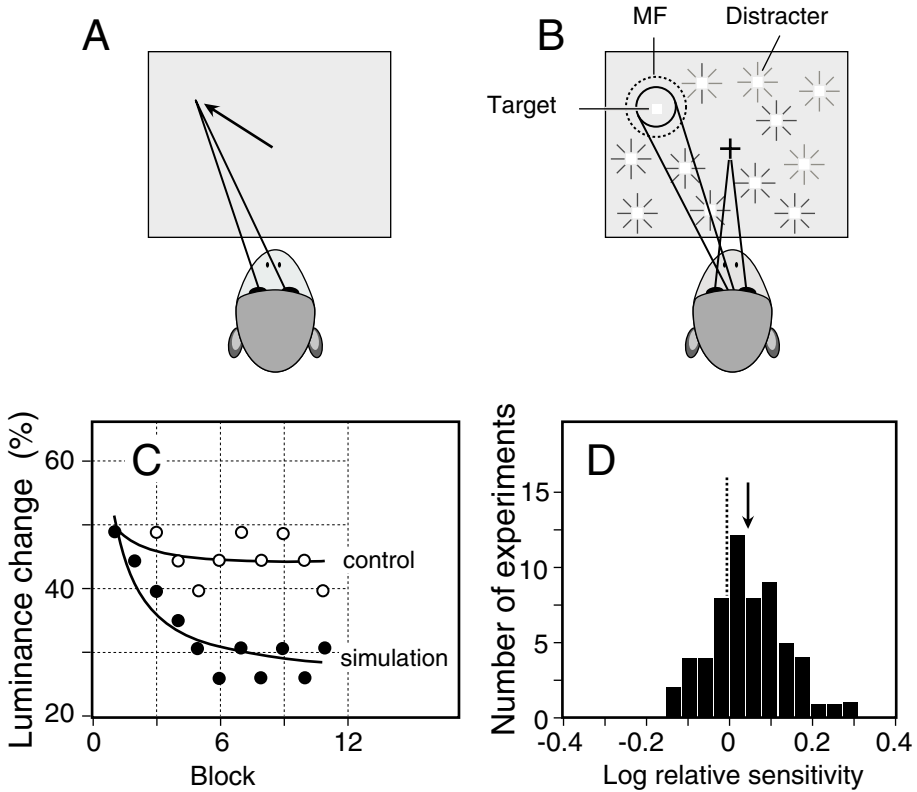 A
B
MF
Distracter
Target
C
Luminance change (%)
60
40
20
0
6
12
Block
control
simulation
D
Number of experiments
15
10
5
0
-0.4
-0.2
0
0.2
0.4
Log relative sensitivity